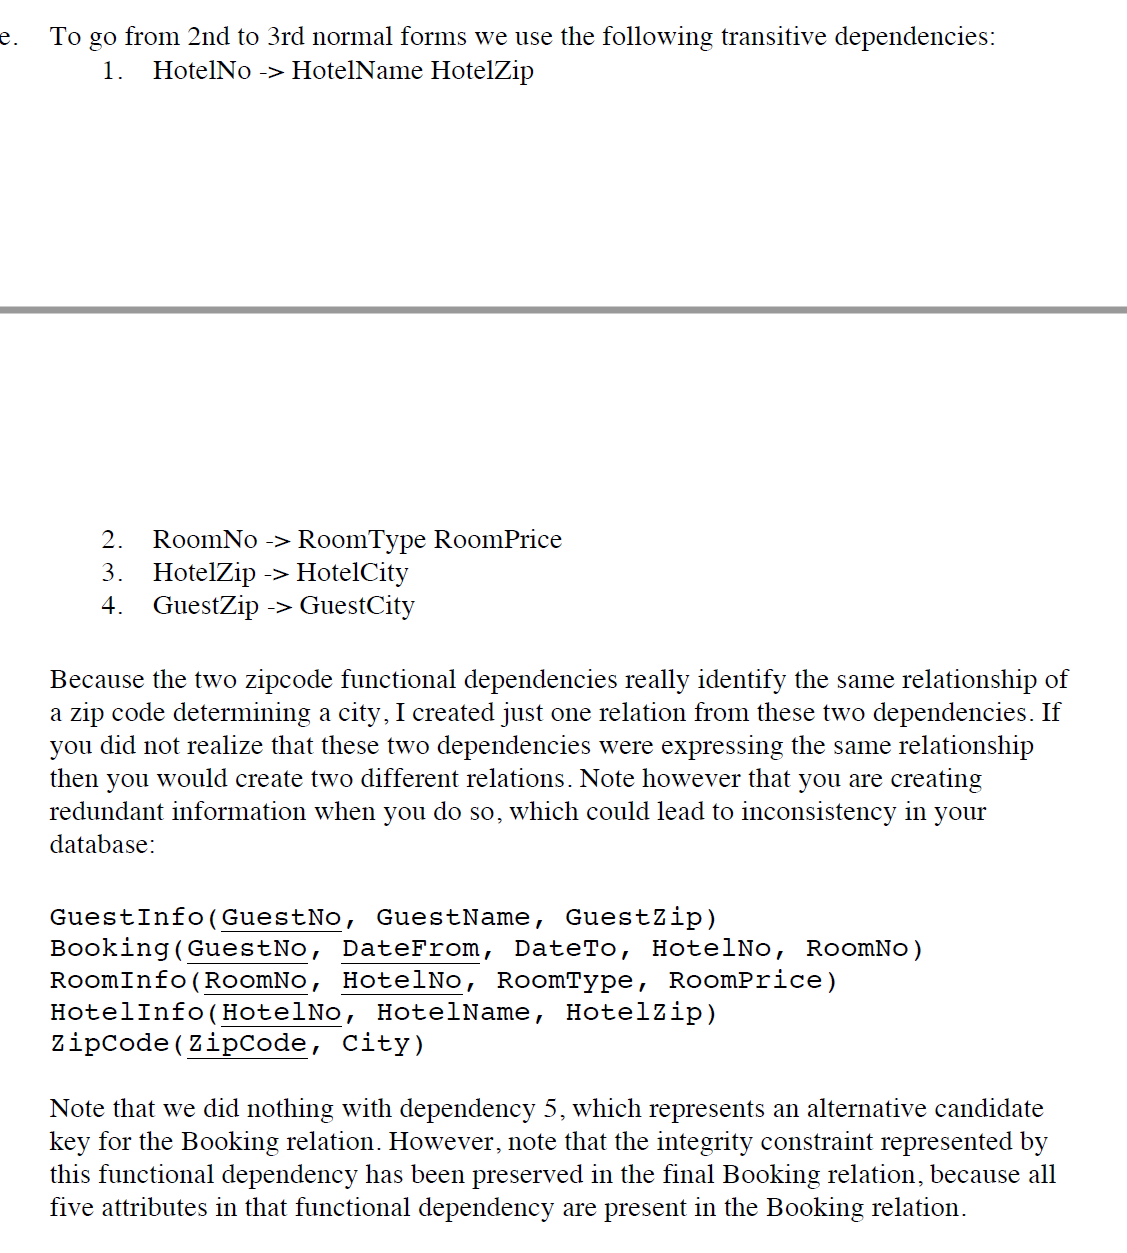 e. To go from 2nd to 3rd normal forms we use the following transitive dependencies:
1. HotelNo -> HotelName HotelZip
2. RoomNo -> RoomType RoomPrice
3. HotelZip -> HotelCity
4. GuestZip -> GuestCity
Because the two zipcode functional dependencies really identify the same relationship of
a zip code determining a city, I created just one relation from these two dependencies. If
you did not realize that these two dependencies were expressing the same relationship
then you would create two different relations. Note however that you are creating
redundant information when you do so, which could lead to inconsistency in your
database:
GuestInfo(GuestNo, GuestName, GuestZip)
Booking(GuestNo, DateFrom, DateTo, HotelNo, RoomNo)
RoomInfo(RoomNo, HotelNo, RoomType, RoomPrice)
HotelInfo(HotelNo, HotelName, HotelZip)
ZipCode(ZipCode, City)
Note that we did nothing with dependency 5, which represents an alternative candidate
key for the Booking relation. However, note that the integrity constraint represented by
this functional dependency has been preserved in the final Booking relation, because all
five attributes in that functional dependency are present in the Booking relation.